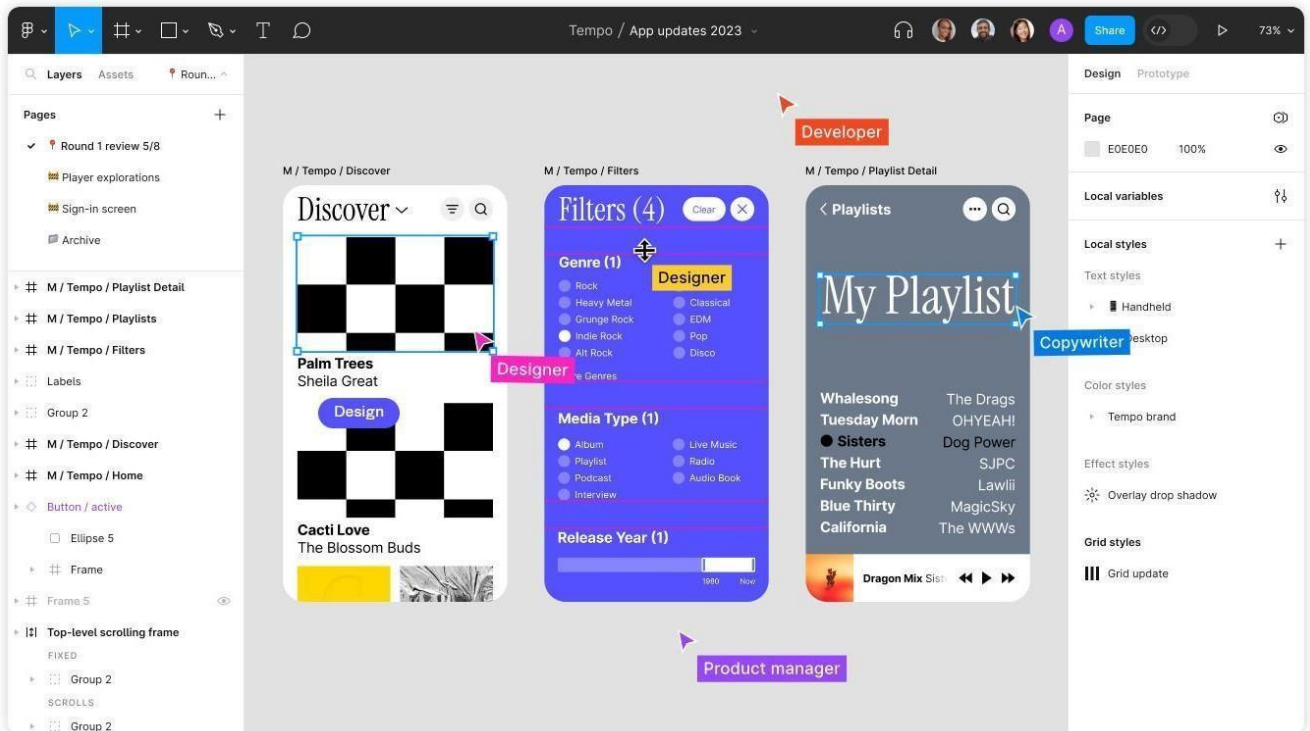 Tempo / App updates 2023
A
Share
73%
Layers Assets Roun...
Pages
Round 1 review 5/8
Player explorations
Sign-in screen
Archive
M / Tempo / Playlist Detail
M / Tempo / Playlists
M / Tempo / Filters
Labels
Group 2
M / Tempo / Discover
M / Tempo / Home
Button / active
Ellipse 5
Frame
Frame 5
Top-level scrolling frame
FIXED
Group 2
SCROLLS
Group 2
Developer
M / Tempo / Discover
Discover
Palm Trees
Sheila Great
Design
Cacti Love
The Blossom Buds
Designer
M / Tempo / Filters
Filters (4) Clear
Genre (1)
Designer
Rock
Heavy Metal Classical
Grunge Rock EDM
Indie Rock Pop
Alt Rock Disco
Genres
Media Type (1)
Album Live Music
Playlist Radio
Podcast Audio Book
Interview
Release Year (1)
1980 Now
Product manager
M / Tempo / Playlist Detail
< Playlists
My Playlist
Copywriter
Whalesong The Drags
Tuesday Morn OHYEAH!
Sisters Dog Power
The Hurt SJPC
Funky Boots Lawlii
Blue Thirty MagicSky
California The WWWs
Dragon Mix
Design Prototype
Page
E0E0E0 100%
Local variables
Local styles
Text styles
Handheld
Color styles
Tempo brand
Effect styles
Overlay drop shadow
Grid styles
Grid update